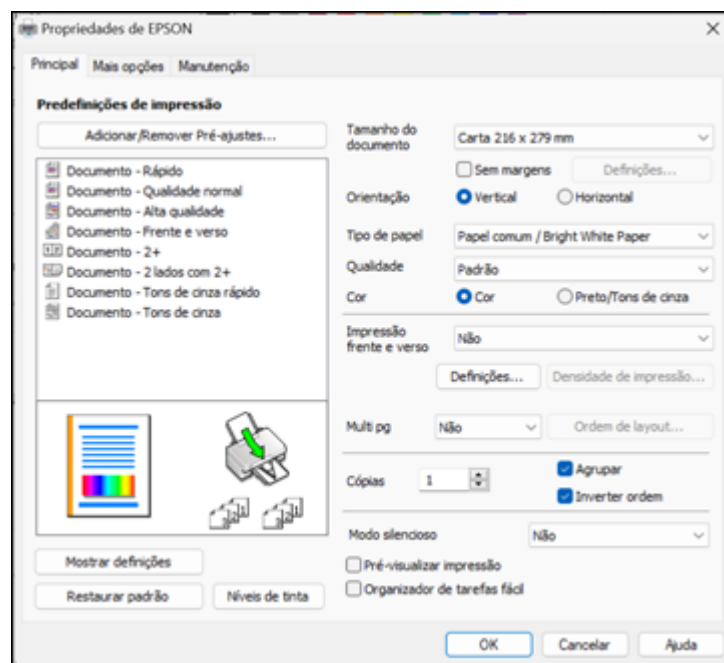 Propriedades de EPSON
Principal
Mais opções
Manutenção
Predefinições de impressão
Adicionar/Remover Pré-ajustes...
Documento - Rápido
Documento - Qualidade normal
Documento - Alta qualidade
Documento - Frente e verso
Documento - 2+
Documento - 2 lados com 2+
Documento - Tons de cinza rápido
Documento - Tons de cinza
Mostrar definições
Restaurar padrão
Níveis de tinta
Tamanho do
documento
Carta 216 x 279 mm
Sem margens
Definições...
Orientação
Vertical
Horizontal
Tipo de papel
Papel comum / Bright White Paper
Qualidade
Padrão
Cor
Cor
Preto/Tons de cinza
Impressão
frente e verso
Não
Definições...
Densidade de impressão...
Multi pg
Não
Ordem de layout...
Cópias
1
Agrupar
Inverter ordem
Modo silencioso
Não
Pré-visualizar impressão
Organizador de tarefas fácil
OK
Cancelar
Ajuda